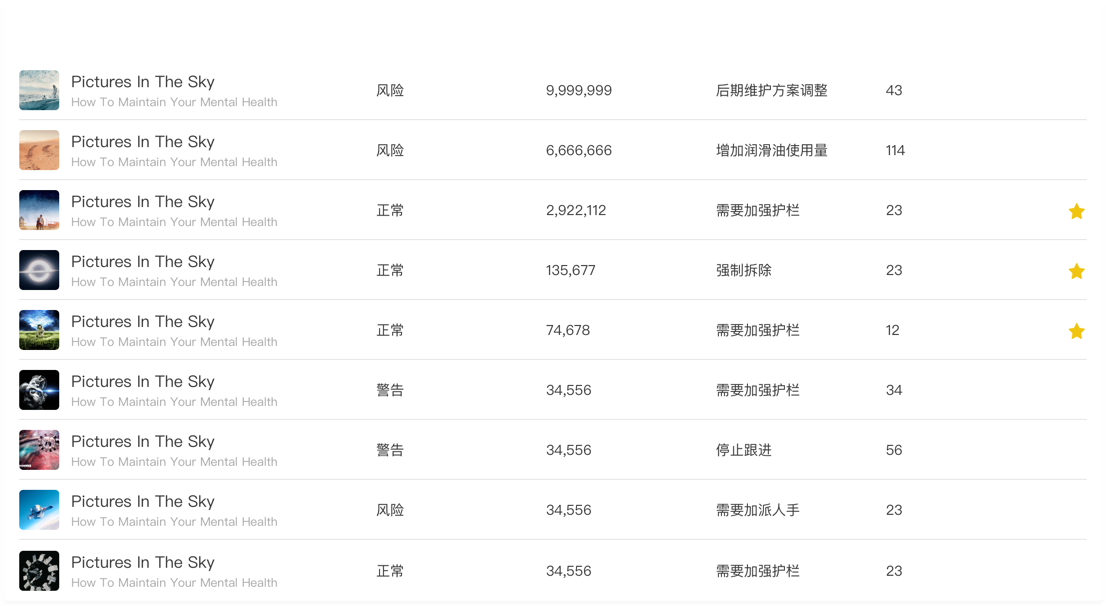 Pictures In The Sky
How To Maintain Your Mental Health
风险
9,999,999
后期维护方案调整
43
Pictures In The Sky
How To Maintain Your Mental Health
风险
6,666,666
增加润滑油使用量
114
Pictures In The Sky
How To Maintain Your Mental Health
正常
2,922,112
需要加强护栏
23
Pictures In The Sky
How To Maintain Your Mental Health
正常
135,677
强制拆除
23
Pictures In The Sky
How To Maintain Your Mental Health
正常
74,678
需要加强护栏
12
Pictures In The Sky
How To Maintain Your Mental Health
警告
34,556
需要加强护栏
34
Pictures In The Sky
How To Maintain Your Mental Health
警告
34,556
停止跟进
56
Pictures In The Sky
How To Maintain Your Mental Health
风险
34,556
需要加派人手
23
Pictures In The Sky
How To Maintain Your Mental Health
正常
34,556
需要加强护栏
23